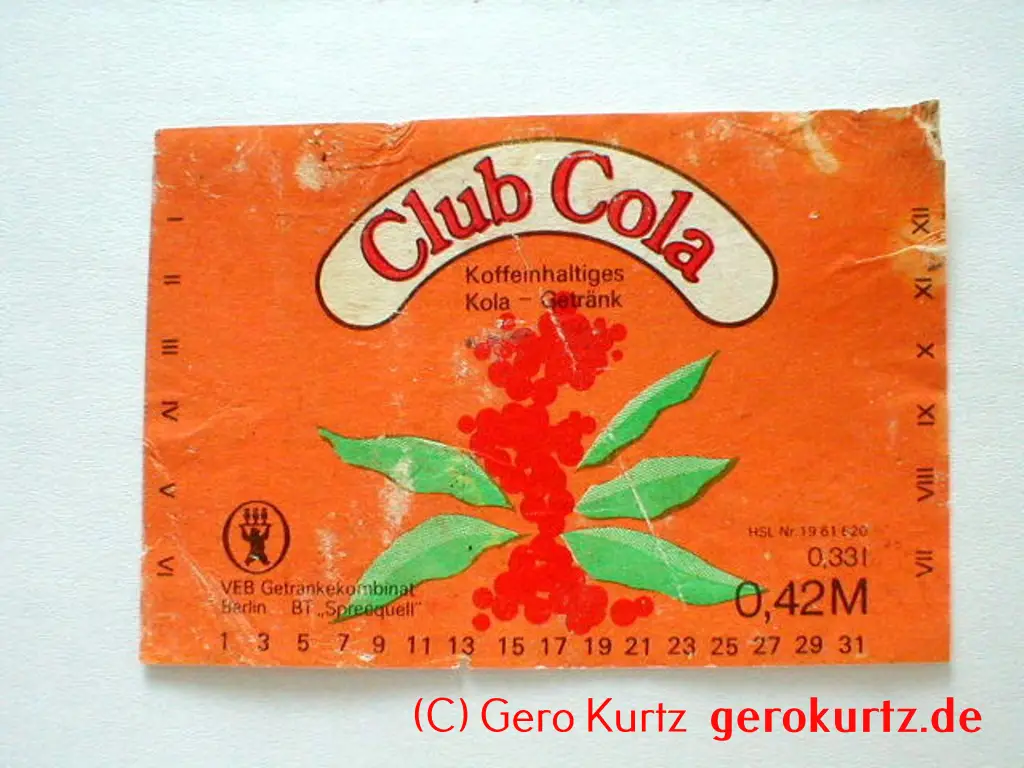 Club Cola
Koffeinhaltiges
Kola - Getränk
I
II
III
IV
V
VI
XII
XI
X
IX
VIII
VII
HSL Nr. 19 61 620
0,33 l
0,42 M
VEB Getränkekombinat
Berlin BT „Spreequell"
1 3 5 7 9 11 13 15 17 19 21 23 25 27 29 31
(C) Gero Kurtz gerokurtz.de